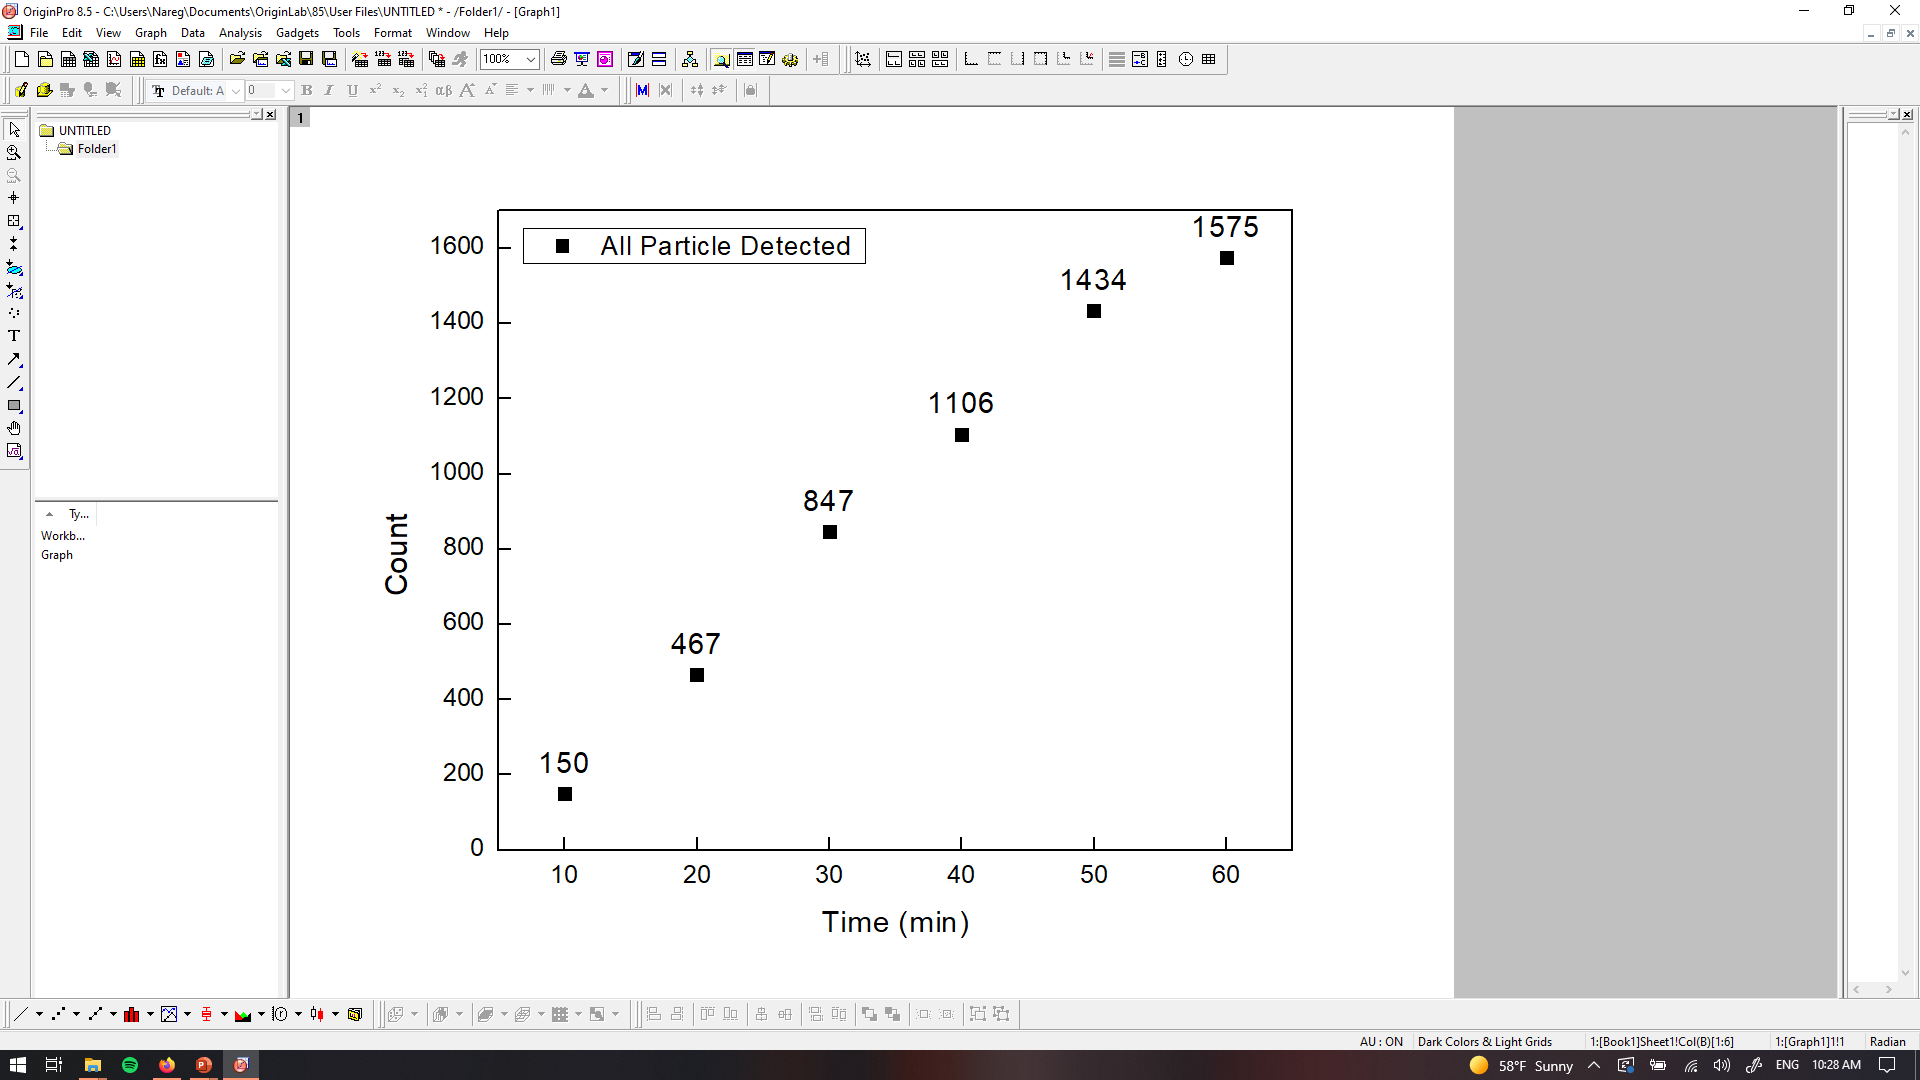 OriginPro 8.5 - C:\Users\Nareg\Documents\OriginLab\85\User Files\UNTITLED * - /Folder1/ - [Graph1]
File Edit View Graph Data Analysis Gadgets Tools Format Window Help
100%
Default: A 0 B I U x² x₂ αβ A A A M
UNTITLED
Folder1
Ty...
Workb...
Graph
1
All Particle Detected
1575
1434
1106
847
467
150
1600
1400
1200
1000
800
600
400
200
0
Count
10 20 30 40 50 60
Time (min)
AU : ON Dark Colors & Light Grids 1:[Book1]Sheet1!Col(B)[1:6] 1:[Graph1]1!1 Radian
58°F Sunny ENG 10:28 AM